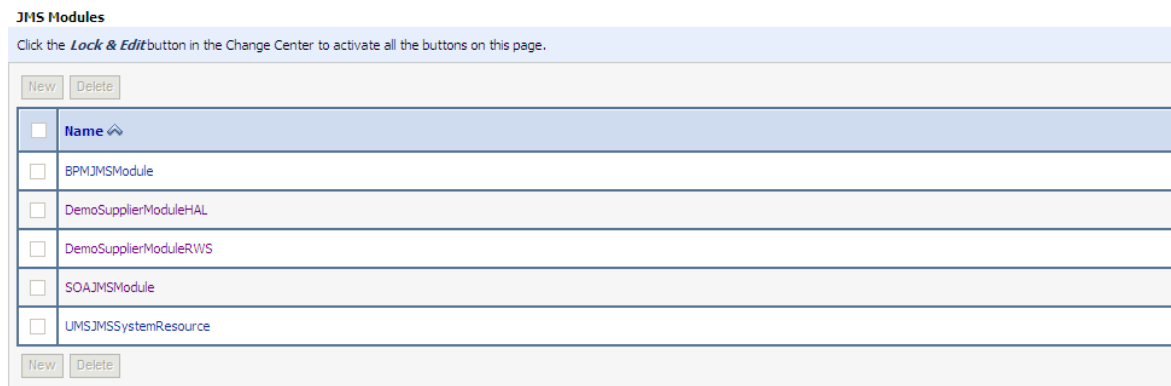 JMS Modules
Click the Lock & Edit button in the Change Center to activate all the buttons on this page.
New Delete
Name
BPMJMSModule
DemoSupplierModuleHAL
DemoSupplierModuleRWS
SOAJMSModule
UMSJMSSystemResource
New Delete